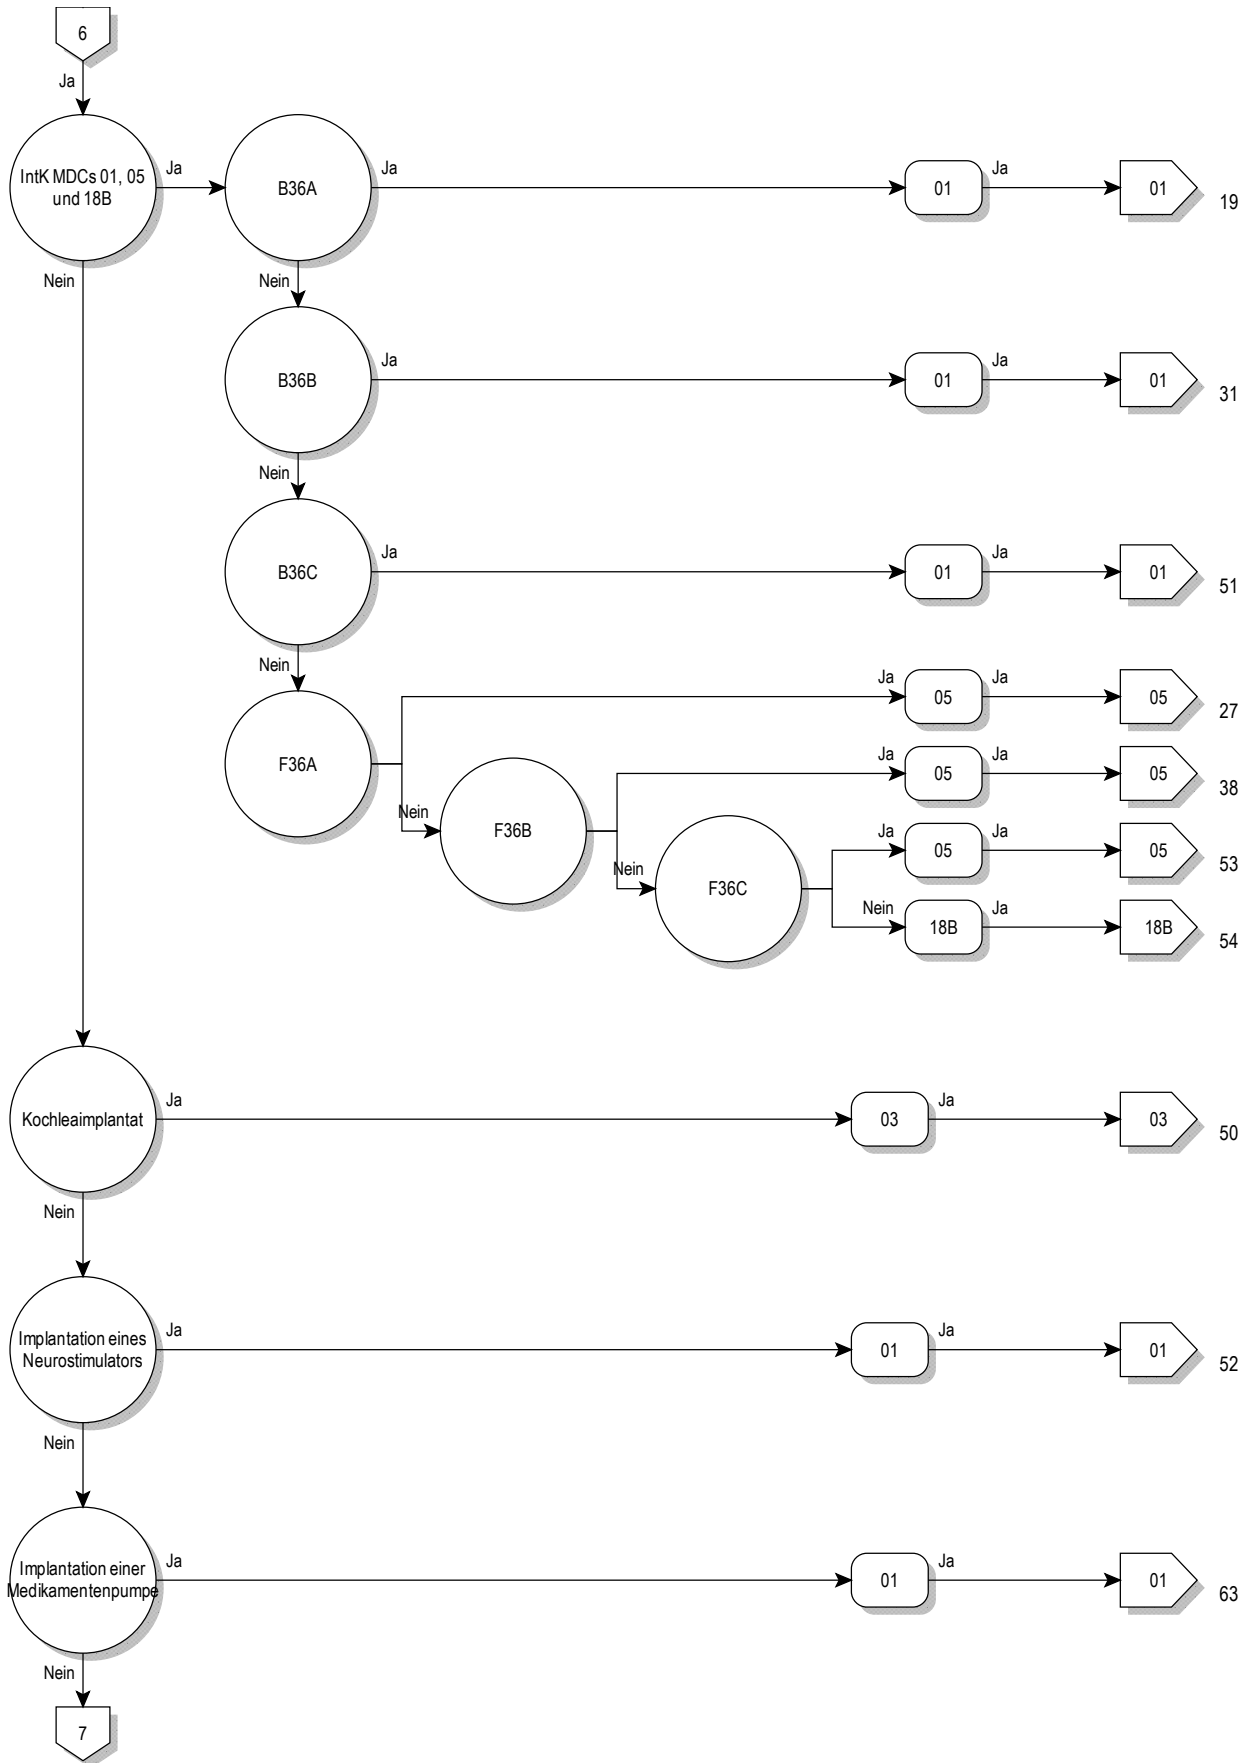 6
Ja
IntK MDCs 01, 05
und 18B
Ja
B36A
Ja
01
Ja
01
19
Nein
Nein
B36B
Ja
01
Ja
01
31
Nein
B36C
Ja
01
Ja
01
51
Nein
F36A
Ja
05
Ja
05
27
Nein
F36B
Ja
05
Ja
05
38
Nein
F36C
Ja
05
Ja
05
53
Nein
18B
Ja
18B
54
Kochleaimplantat
Ja
03
Ja
03
50
Nein
Implantation eines
Neurostimulators
Ja
01
Ja
01
52
Nein
Implantation einer
Medikamentenpumpe
Ja
01
Ja
01
63
Nein
7